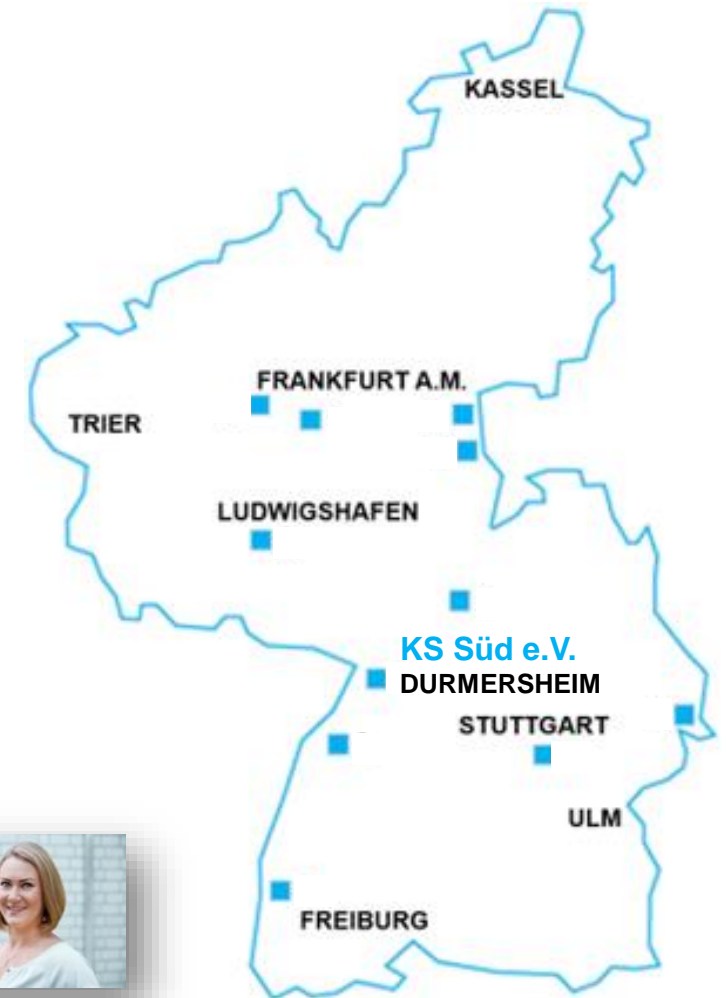 KASSEL
FRANKFURT A.M.
TRIER
LUDWIGSHAFEN
KS Süd e.V.
DURMERSHEIM
STUTTGART
ULM
FREIBURG